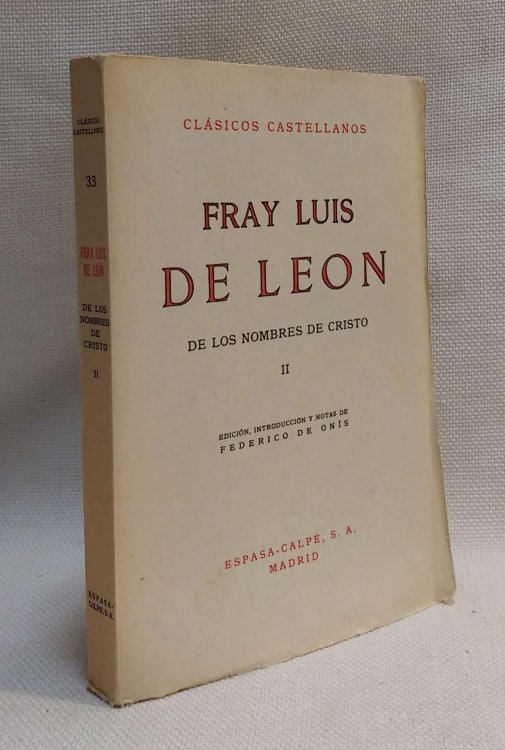 CLÁSICOS
CASTELLANOS
33
FRAY LUIS
DE LEÓN
DE LOS
NOMBRES
DE
CRISTO
II
ESPASA-
CALPE, S.A.
CLÁSICOS CASTELLANOS
FRAY LUIS
DE LEON
DE LOS NOMBRES DE CRISTO
II
EDICIÓN, INTRODUCCIÓN Y NOTAS DE
FEDERICO DE ONÍS
ESPASA-CALPE, S. A.
MADRID